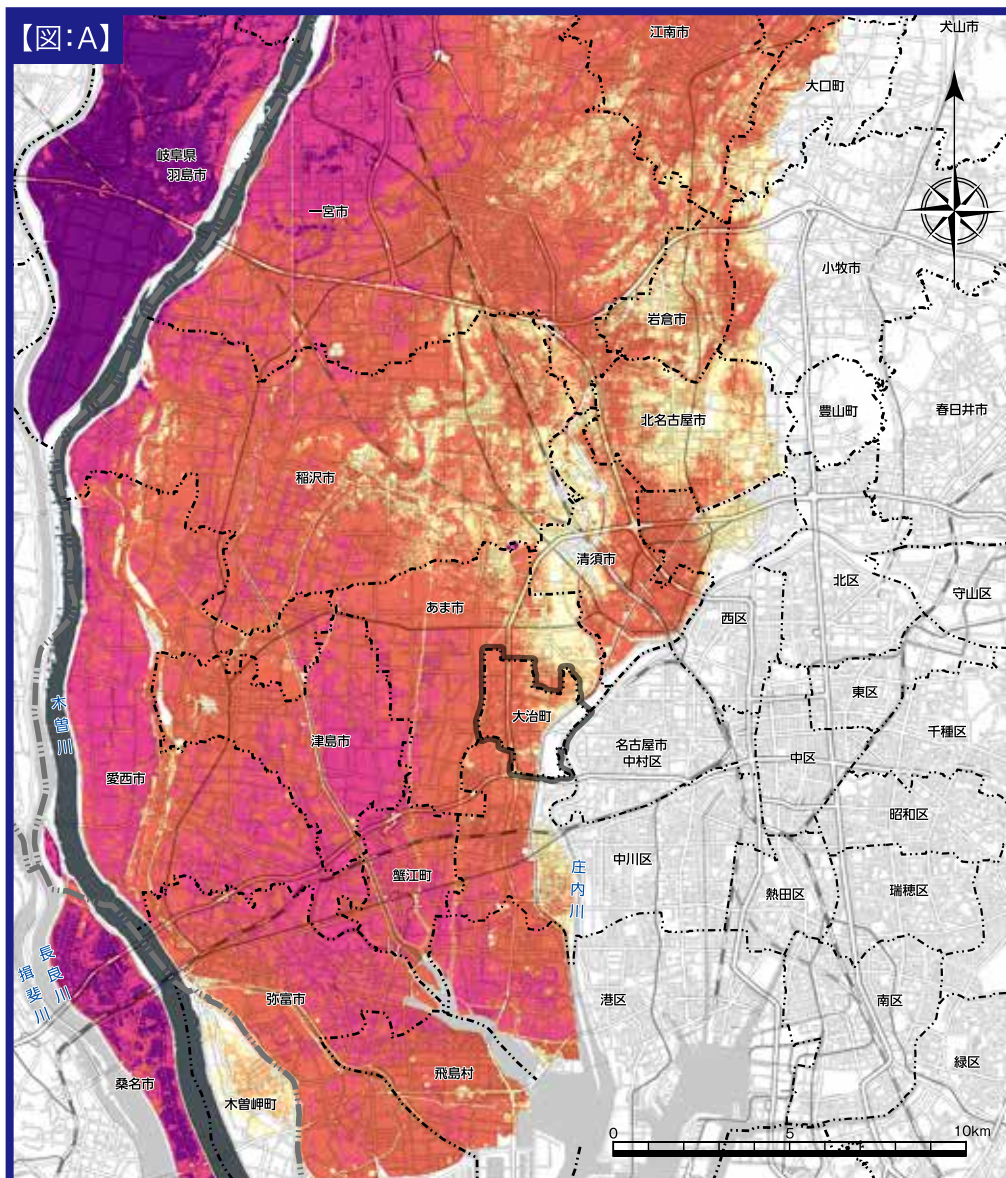 【図:A】
江南市
犬山市
大口町
岐阜県
羽島市
一宮市
小牧市
岩倉市
豊山町
春日井市
北名古屋市
稲沢市
清須市
北区
守山区
あま市
西区
東区
大治町
千種区
木曽川
津島市
名古屋市
中村区
中区
愛西市
昭和区
中川区
蟹江町
庄内川
熱田区
瑞穂区
長良川
揖斐川
弥富市
港区
南区
飛島村
緑区
桑名市
木曽岬町
0
5
10km